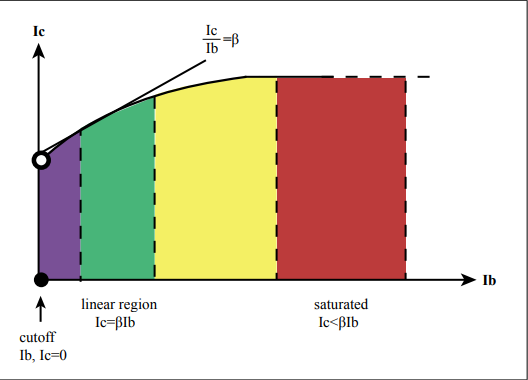 Ic
Ic
Ib
=β
Ib
linear region
Ic=βIb
saturated
Ic<βIb
cutoff
Ib, Ic=0